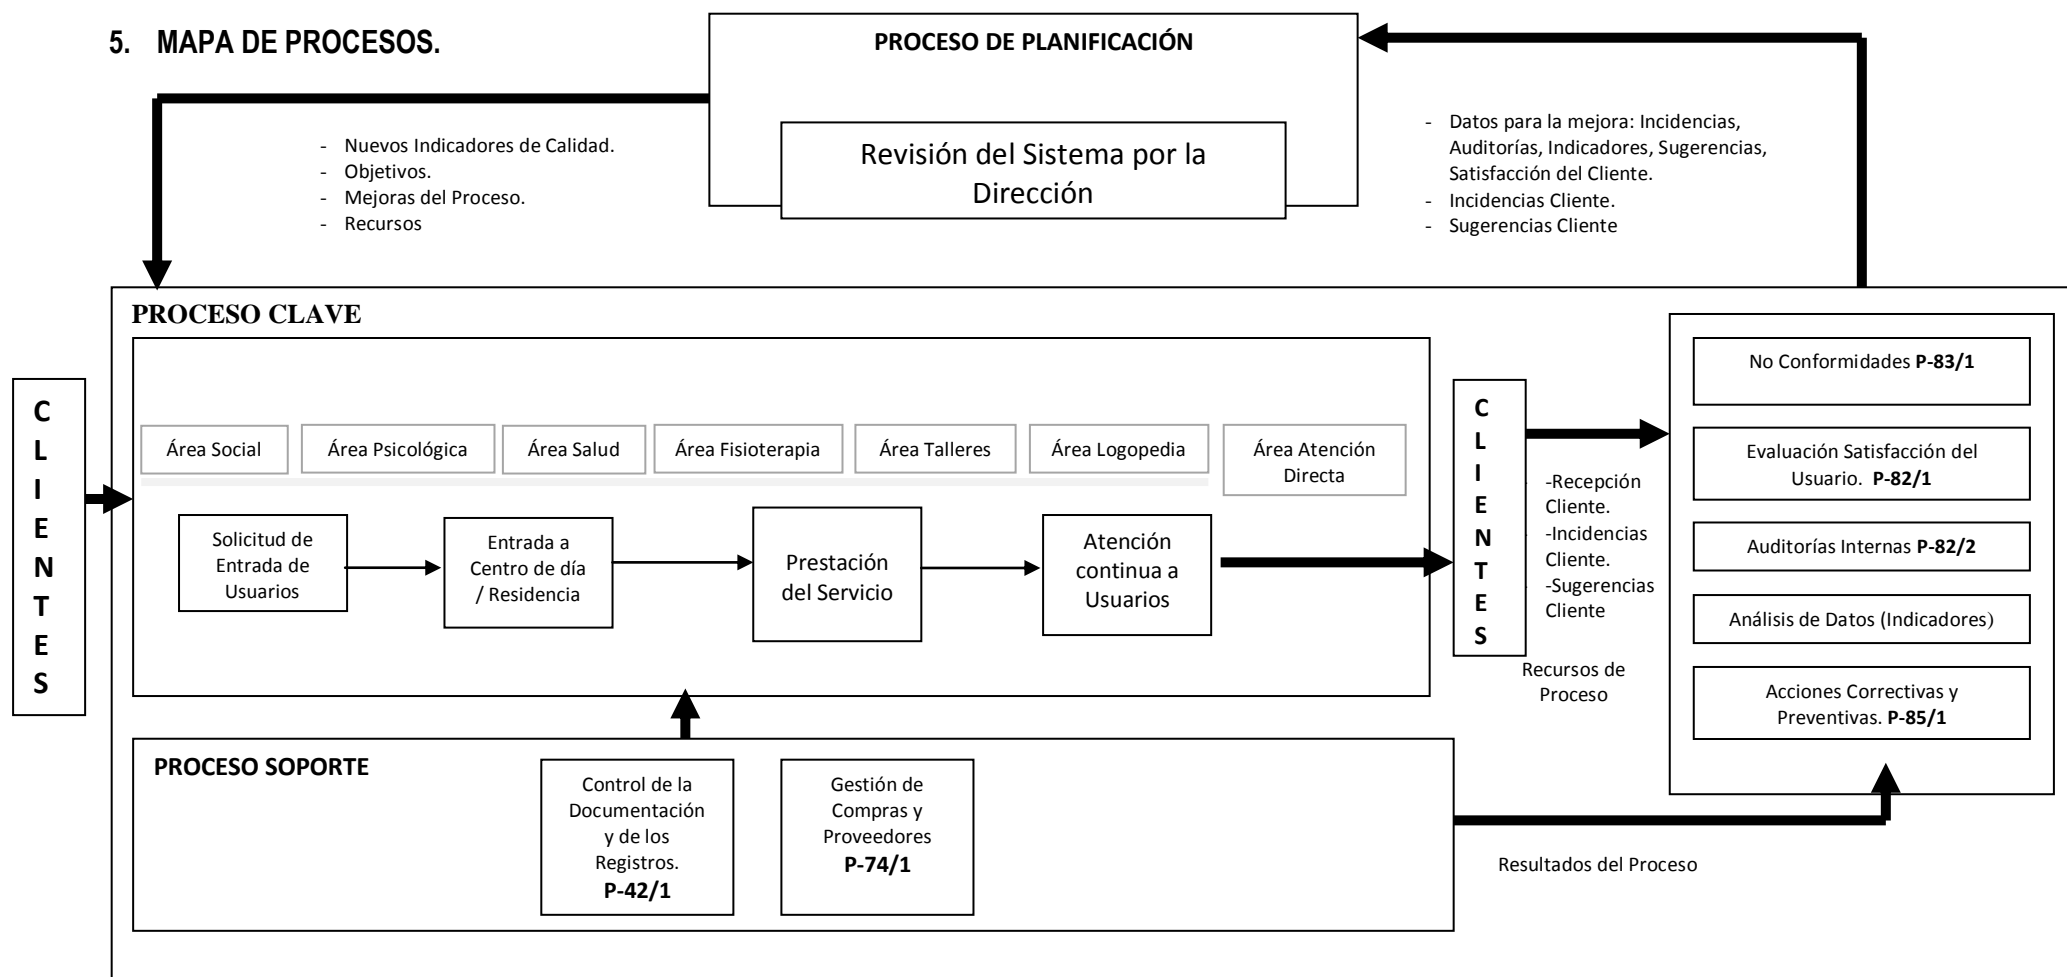 5. MAPA DE PROCESOS.
PROCESO DE PLANIFICACIÓN
Revisión del Sistema por la
Dirección
- Nuevos Indicadores de Calidad.
- Objetivos.
- Mejoras del Proceso.
- Recursos
- Datos para la mejora: Incidencias,
Auditorías, Indicadores, Sugerencias,
Satisfacción del Cliente.
- Incidencias Cliente.
- Sugerencias Cliente
PROCESO CLAVE
C
L
I
E
N
T
E
S
Área Social
Área Psicológica
Área Salud
Área Fisioterapia
Área Talleres
Área Logopedia
Área Atención
Directa
Solicitud de
Entrada de
Usuarios
Entrada a
Centro de día
/ Residencia
Prestación
del Servicio
Atención
continua a
Usuarios
C
L
I
E
N
T
E
S
-Recepción
Cliente.
-Incidencias
Cliente.
-Sugerencias
Cliente
Recursos de
Proceso
No Conformidades P-83/1
Evaluación Satisfacción del
Usuario. P-82/1
Auditorías Internas P-82/2
Análisis de Datos (Indicadores)
Acciones Correctivas y
Preventivas. P-85/1
PROCESO SOPORTE
Control de la
Documentación
y de los
Registros.
P-42/1
Gestión de
Compras y
Proveedores
P-74/1
Resultados del Proceso